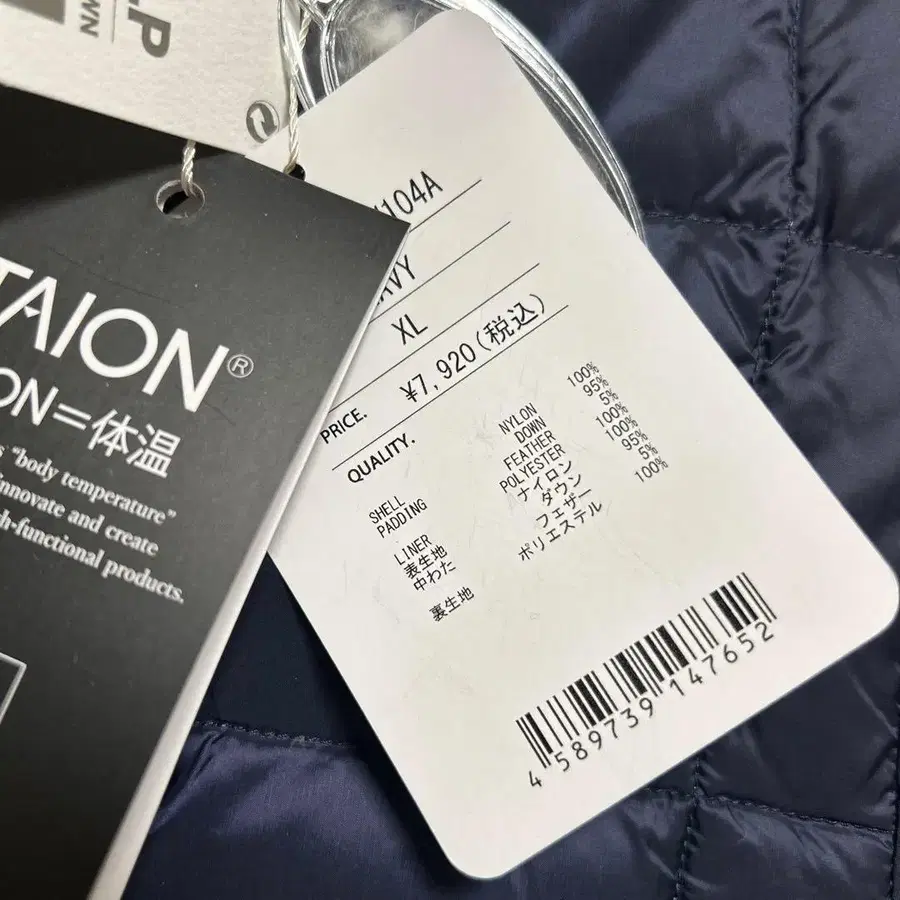 TAION®
ON=体温
"body temperature"
innovate and create
h-functional products.
104A
VY
XL
PRICE. ¥7,920(税込)
QUALITY.
SHELL NYLON 100%
PADDING DOWN 95%
FEATHER 5%
LINER POLYESTER 100%
表生地 ナイロン 100%
中わた ダウン 95%
フェザー 5%
裏生地 ポリエステル 100%
4 589739 147652